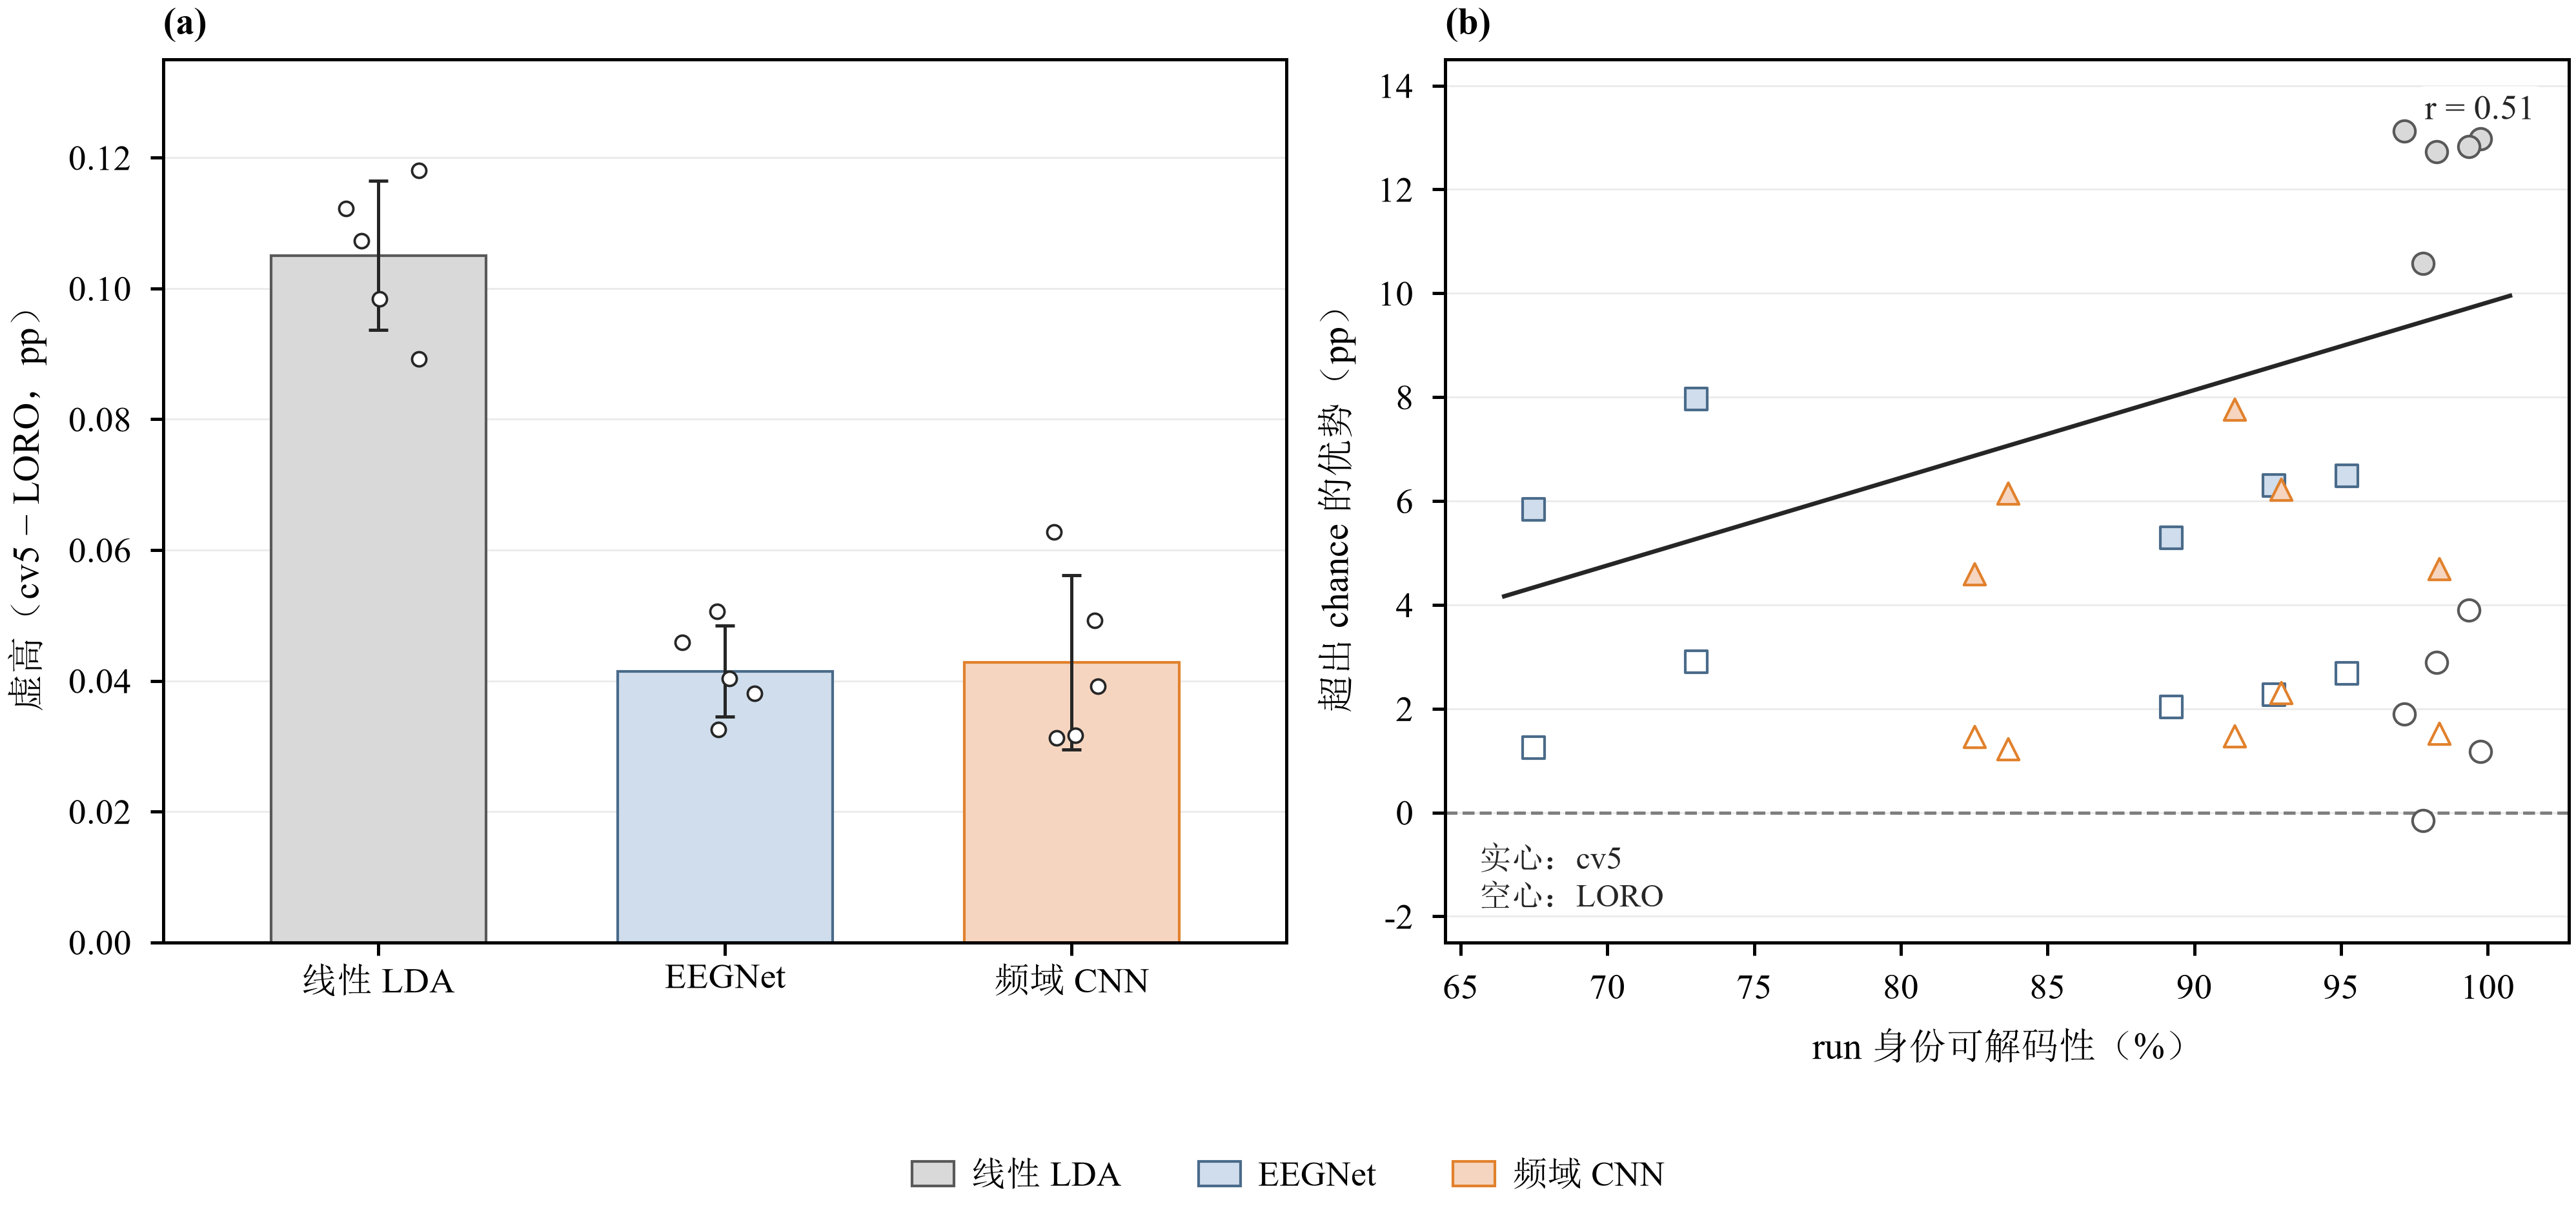 (a)
虚高（cv5 – LORO，pp）
0.12
0.10
0.08
0.06
0.04
0.02
0.00
线性 LDA
EEGNet
频域 CNN
(b)
超出 chance 的优势（pp）
14
12
10
8
6
4
2
0
-2
r = 0.51
实心：cv5
空心：LORO
65 70 75 80 85 90 95 100
run 身份可解码性（%）
线性 LDA EEGNet 频域 CNN